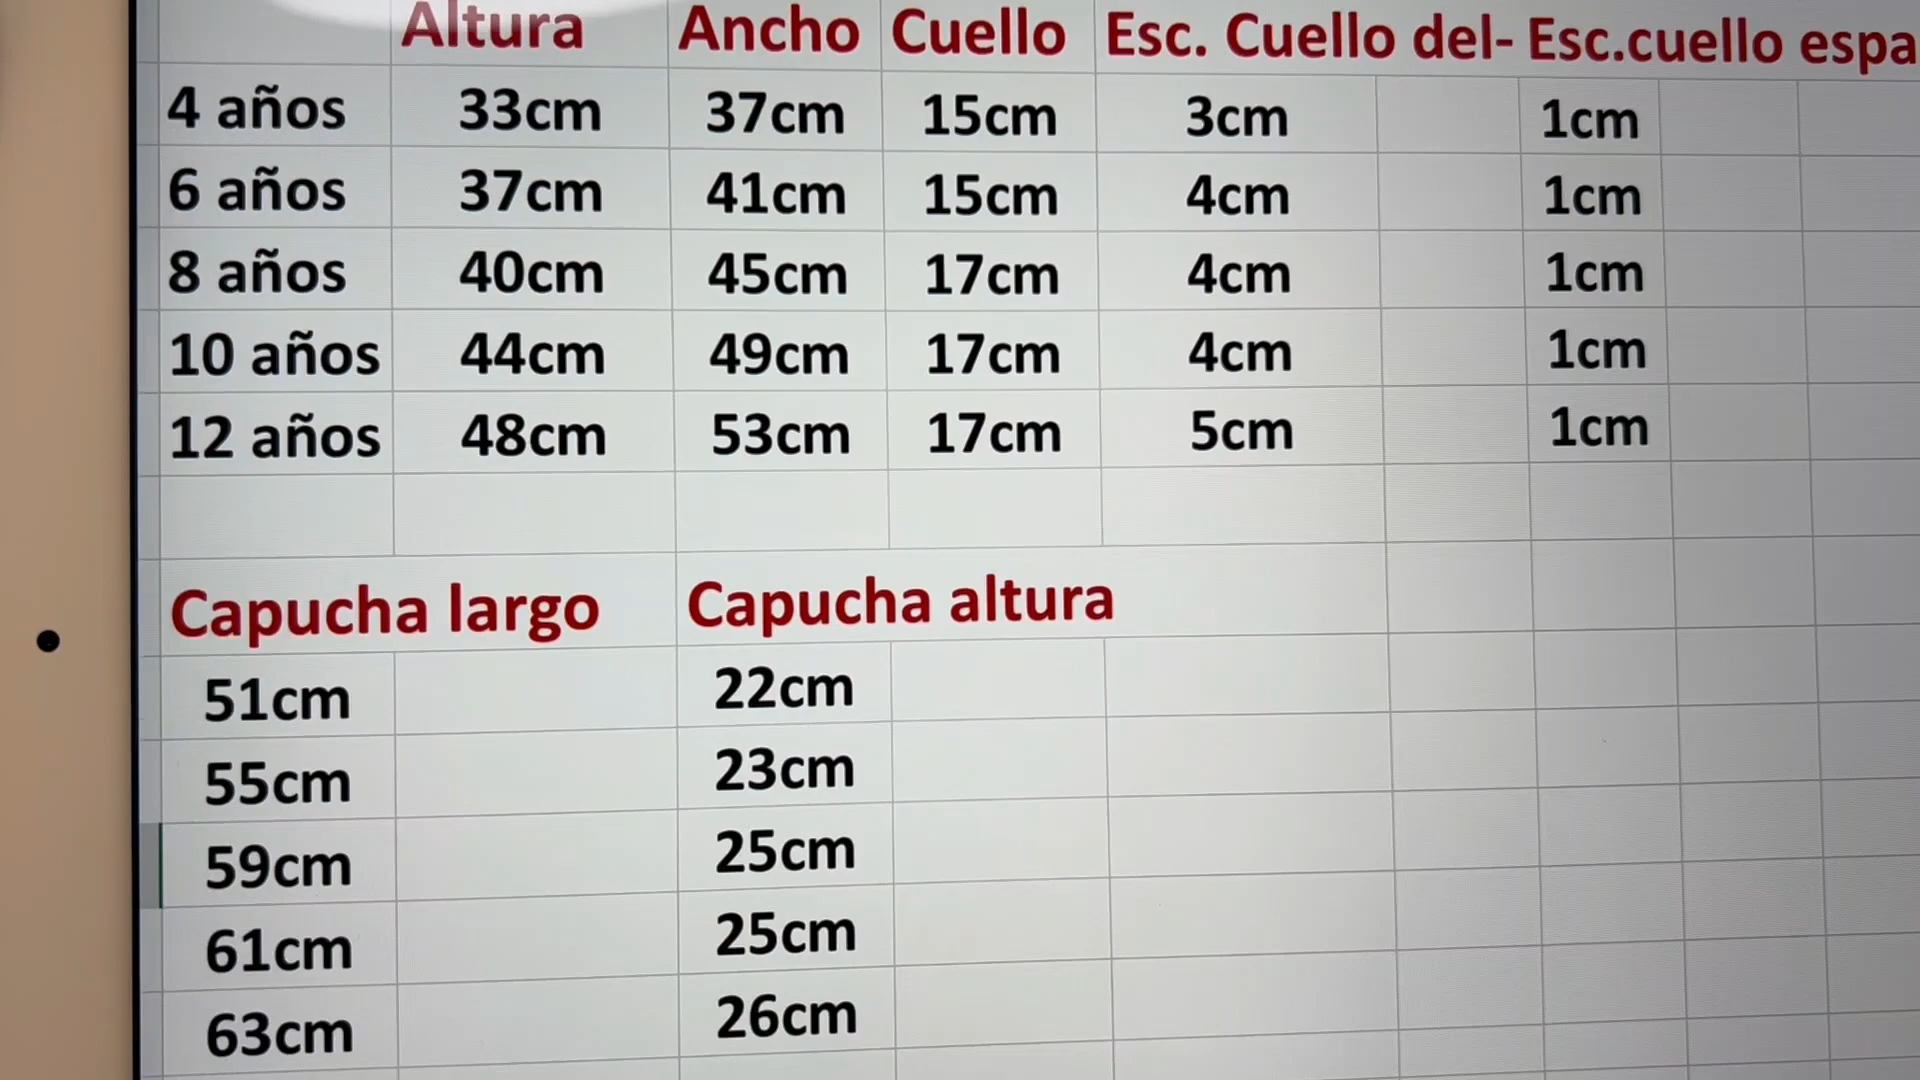 Altura Ancho Cuello Esc. Cuello del- Esc.cuello espa
4 años 33cm 37cm 15cm 3cm 1cm
6 años 37cm 41cm 15cm 4cm 1cm
8 años 40cm 45cm 17cm 4cm 1cm
10 años 44cm 49cm 17cm 4cm 1cm
12 años 48cm 53cm 17cm 5cm 1cm
Capucha largo Capucha altura
51cm 22cm
55cm 23cm
59cm 25cm
61cm 25cm
63cm 26cm